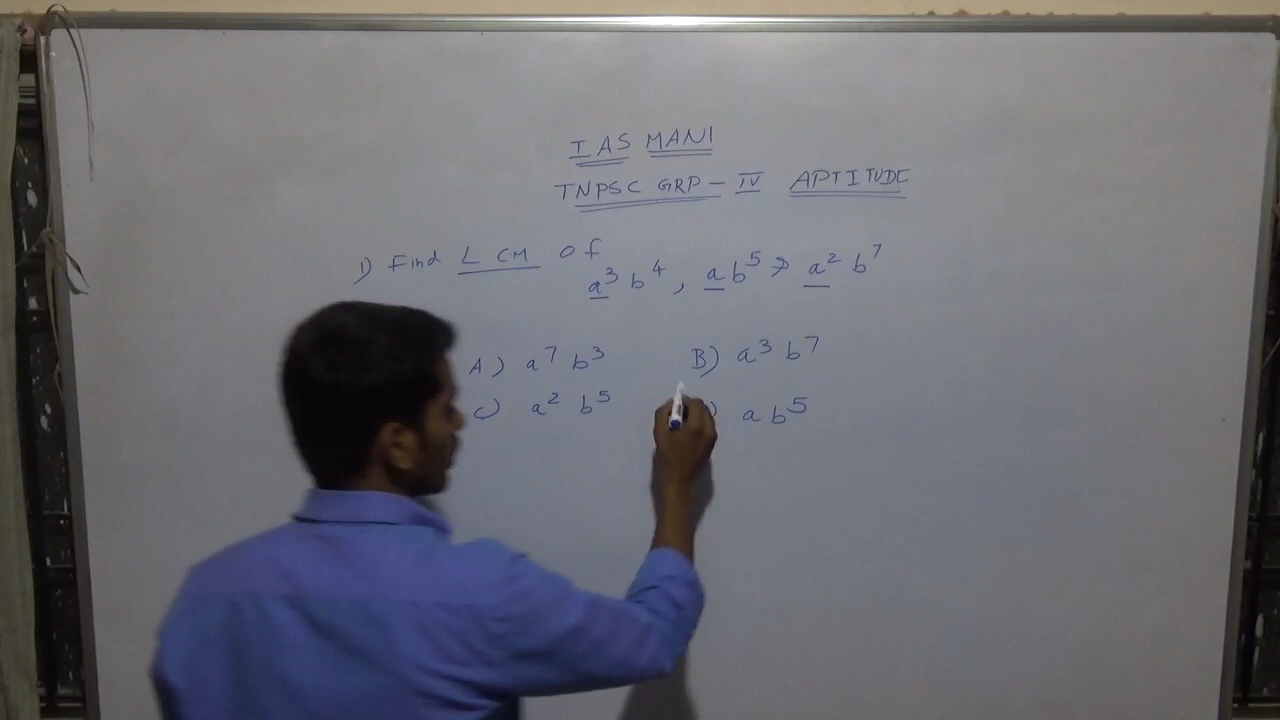 IAS MANI
TNPSC GRP - IV APTITUDE
1) Find LCM of
a³ b⁴, ab⁵ & a² b⁷
A) a⁷ b³ B) a³ b⁷
C) a² b⁵ ) ab⁵